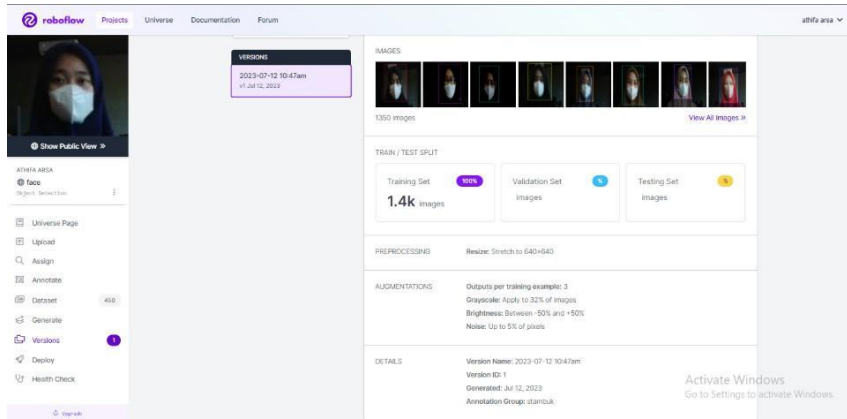 roboflow Projects Universe Documentation Forum athifa arsa
Show Public View »
ATHIFA ARSA
face
Object Detection
Universe Page
Upload
Assign
Annotate
Dataset 450
Generate
Versions 1
Deploy
Health Check
Upgrade
VERSIONS
2023-07-12 10:47am
v1 Jul 12, 2023
IMAGES
1350 images View All Images »
TRAIN / TEST SPLIT
Training Set 100%
1.4k images
Validation Set %
images
Testing Set %
images
PREPROCESSING Resize: Stretch to 640×640
AUGMENTATIONS Outputs per training example: 3
Grayscale: Apply to 32% of images
Brightness: Between -50% and +50%
Noise: Up to 5% of pixels
DETAILS Version Name: 2023-07-12 10:47am
Version ID: 1
Generated: Jul 12, 2023
Annotation Group: stambuk
Activate Windows
Go to Settings to activate Windows.